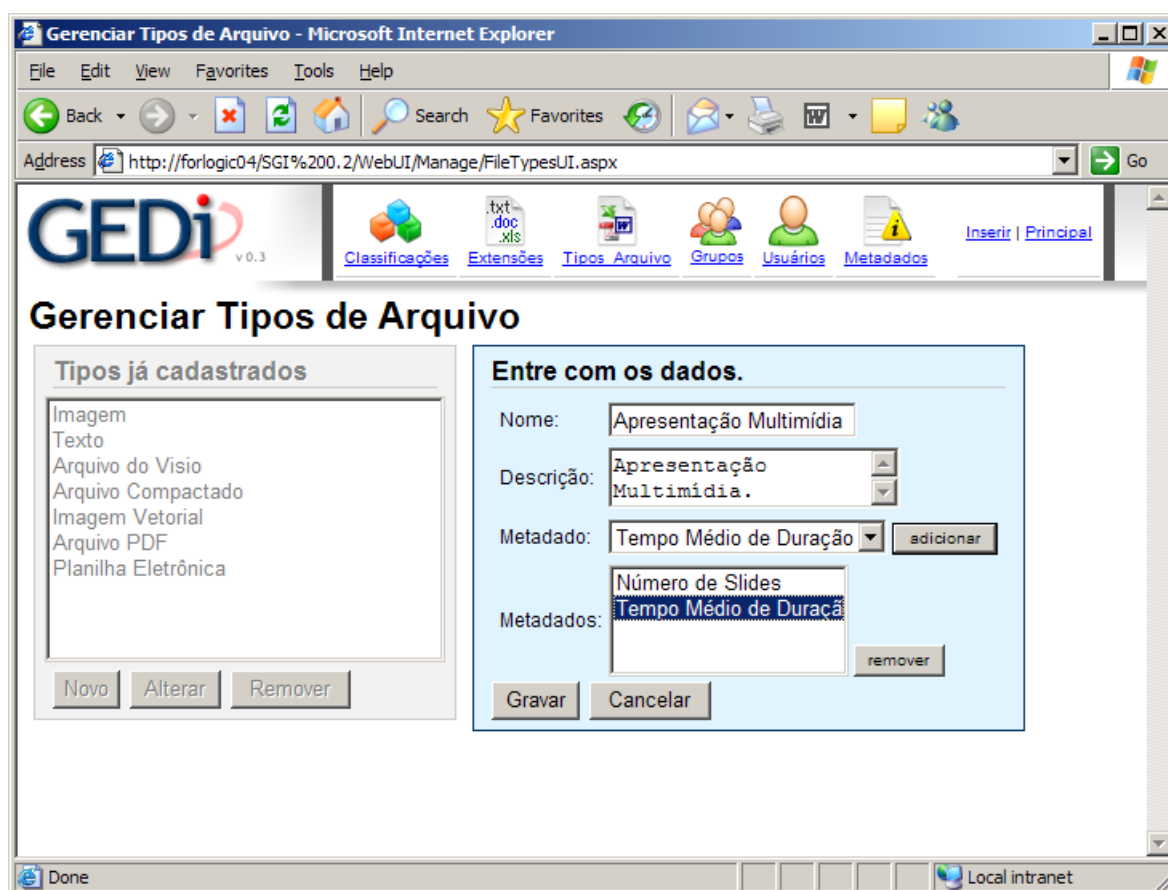 Gerenciar Tipos de Arquivo - Microsoft Internet Explorer
File Edit View Favorites Tools Help
Back Search Favorites
Address http://forlogic04/SGI%200.2/WebUI/Manage/FileTypesUI.aspx Go
GEDi v 0.3
.txt
.doc
.xls
Classificações Extensões Tipos Arquivo Grupos Usuários Metadados Inserir | Principal
Gerenciar Tipos de Arquivo
Tipos já cadastrados
Imagem
Texto
Arquivo do Visio
Arquivo Compactado
Imagem Vetorial
Arquivo PDF
Planilha Eletrônica
Novo Alterar Remover
Entre com os dados.
Nome: Apresentação Multimídia
Descrição: Apresentação
Multimídia.
Metadado: Tempo Médio de Duração adicionar
Metadados: Número de Slides
Tempo Médio de Duraçã
remover
Gravar Cancelar
Done Local intranet